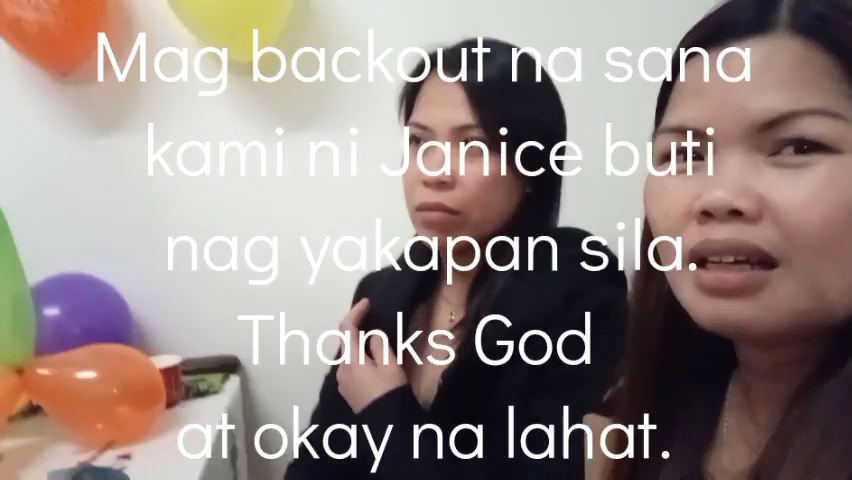 Mag backout na sana
kami ni Janice buti
nag yakapan sila.
Thanks God
at okay na lahat.